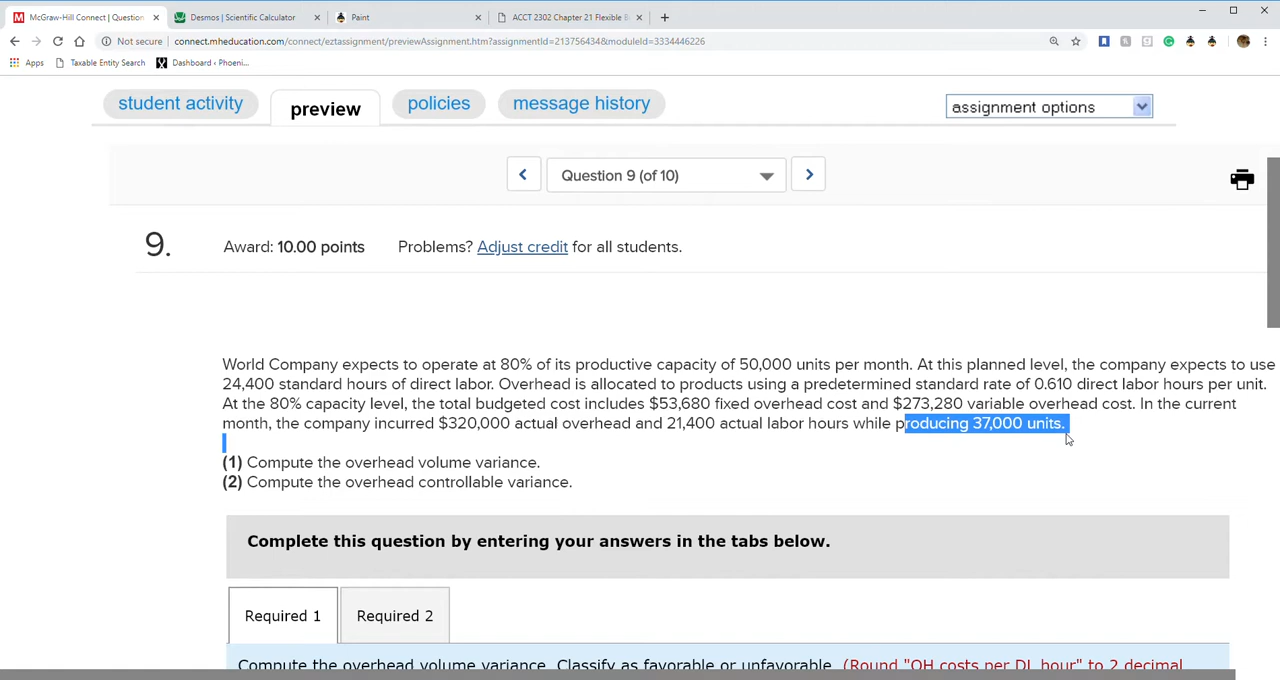 McGraw-Hill Connect | Question
Desmos | Scientific Calculator
Paint
ACCT 2302 Chapter 21 Flexible B
Not secure | connect.mheducation.com/connect/eztassignment/previewAssignment.htm?assignmentId=213756434&moduleId=3334446226
Apps Taxable Entity Search Dashboard ‹ Phoeni...
student activity preview policies message history assignment options
Question 9 (of 10)
9. Award: 10.00 points Problems? Adjust credit for all students.
World Company expects to operate at 80% of its productive capacity of 50,000 units per month. At this planned level, the company expects to use
24,400 standard hours of direct labor. Overhead is allocated to products using a predetermined standard rate of 0.610 direct labor hours per unit.
At the 80% capacity level, the total budgeted cost includes $53,680 fixed overhead cost and $273,280 variable overhead cost. In the current
month, the company incurred $320,000 actual overhead and 21,400 actual labor hours while producing 37,000 units.
(1) Compute the overhead volume variance.
(2) Compute the overhead controllable variance.
Complete this question by entering your answers in the tabs below.
Required 1 Required 2
Compute the overhead volume variance. Classify as favorable or unfavorable. (Round "OH costs per DL hour" to 2 decimal